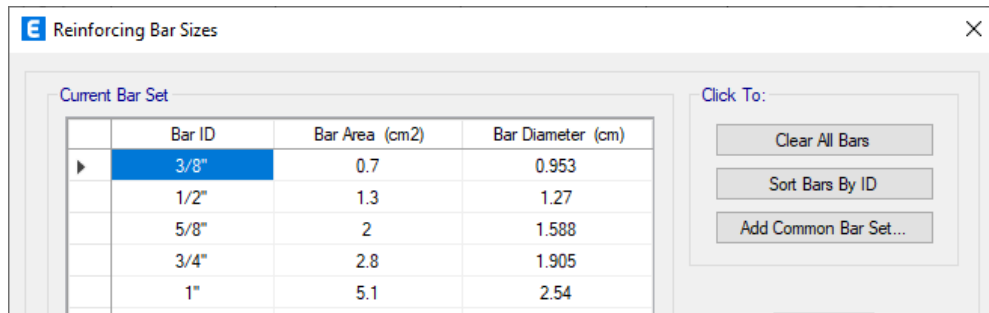 E Reinforcing Bar Sizes
Current Bar Set
Click To:
Bar ID Bar Area (cm2) Bar Diameter (cm)
Clear All Bars
3/8" 0.7 0.953
Sort Bars By ID
1/2" 1.3 1.27
5/8" 2 1.588
Add Common Bar Set...
3/4" 2.8 1.905
1" 5.1 2.54